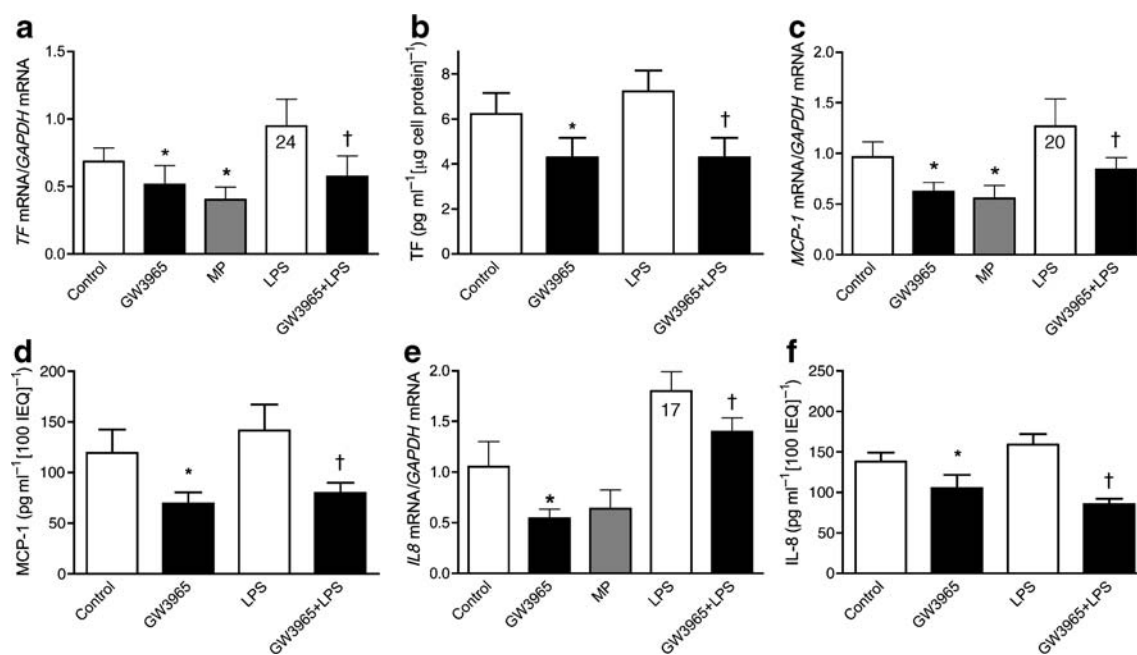 a
TF mRNA/GAPDH mRNA
1.5
1.0
0.5
0.0
24
*
*
†
Control
GW3965
MP
LPS
GW3965+LPS
b
TF (pg ml⁻¹[µg cell protein]⁻¹)
8
6
4
2
0
*
†
Control
GW3965
LPS
GW3965+LPS
c
MCP-1 mRNA/GAPDH mRNA
2.0
1.5
1.0
0.5
0.0
20
*
*
†
Control
GW3965
MP
LPS
GW3965+LPS
d
MCP-1 (pg ml⁻¹[100 IEQ]⁻¹)
200
150
100
50
0
*
†
Control
GW3965
LPS
GW3965+LPS
e
IL8 mRNA/GAPDH mRNA
2.0
1.5
1.0
0.5
0.0
17
*
†
Control
GW3965
MP
LPS
GW3965+LPS
f
IL-8 (pg ml⁻¹[100 IEQ]⁻¹)
250
200
150
100
50
0
*
†
Control
GW3965
LPS
GW3965+LPS